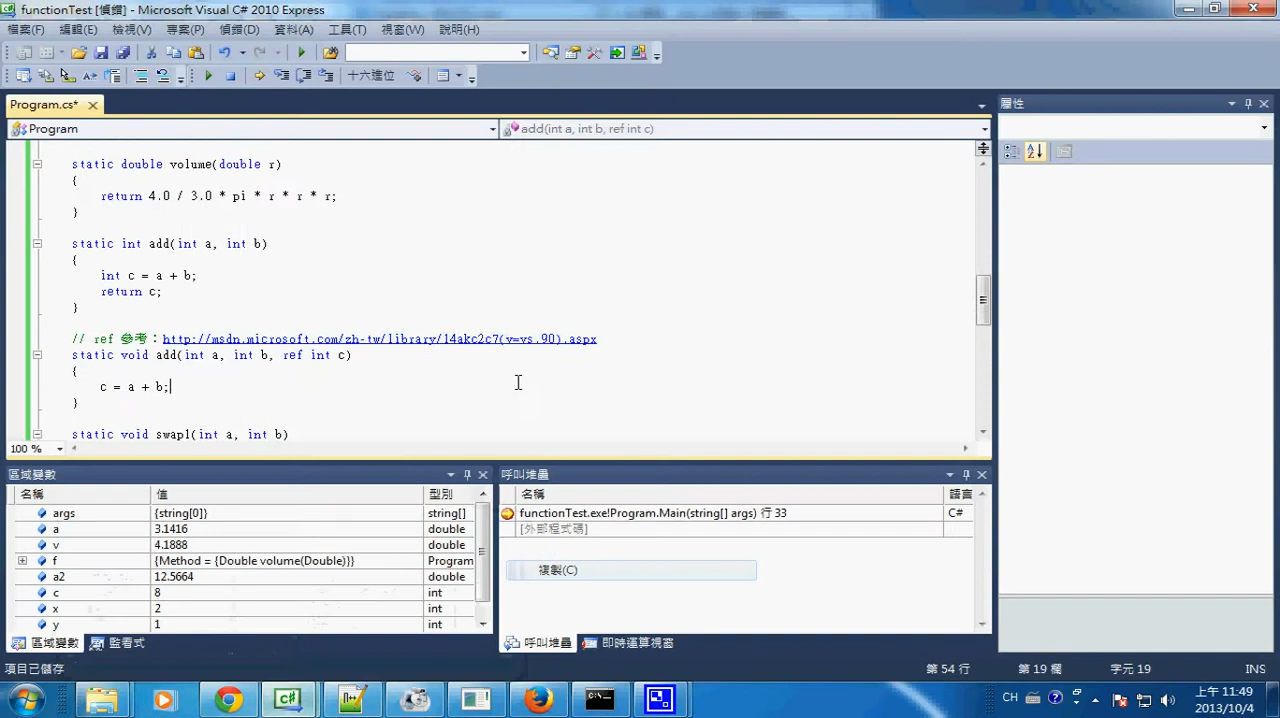 functionTest [偵錯] - Microsoft Visual C# 2010 Express
檔案(F) 編輯(E) 檢視(V) 專案(P) 偵錯(D) 資料(A) 工具(T) 視窗(W) 說明(H)
十六進位
Program.cs*
Program
add(int a, int b, ref int c)
static double volume(double r)
{
return 4.0 / 3.0 * pi * r * r * r;
}
static int add(int a, int b)
{
int c = a + b;
return c;
}
// ref 參考：http://msdn.microsoft.com/zh-tw/library/14akc2c7(v=vs.90).aspx
static void add(int a, int b, ref int c)
{
c = a + b;
}
static void swap1(int a, int b)
100 %
屬性
區域變數
名稱 值 型別
args {string[0]} string[]
a 3.1416 double
v 4.1888 double
f {Method = {Double volume(Double)}} Program
a2 12.5664 double
c 8 int
x 2 int
y 1 int
區域變數 監看式
呼叫堆疊
名稱 語言
functionTest.exe!Program.Main(string[] args) 行 33 C#
[外部程式碼]
複製(C)
呼叫堆疊 即時運算視窗
項目已儲存 第 54 行 第 19 欄 字元 19 INS
CH
上午 11:49
2013/10/4